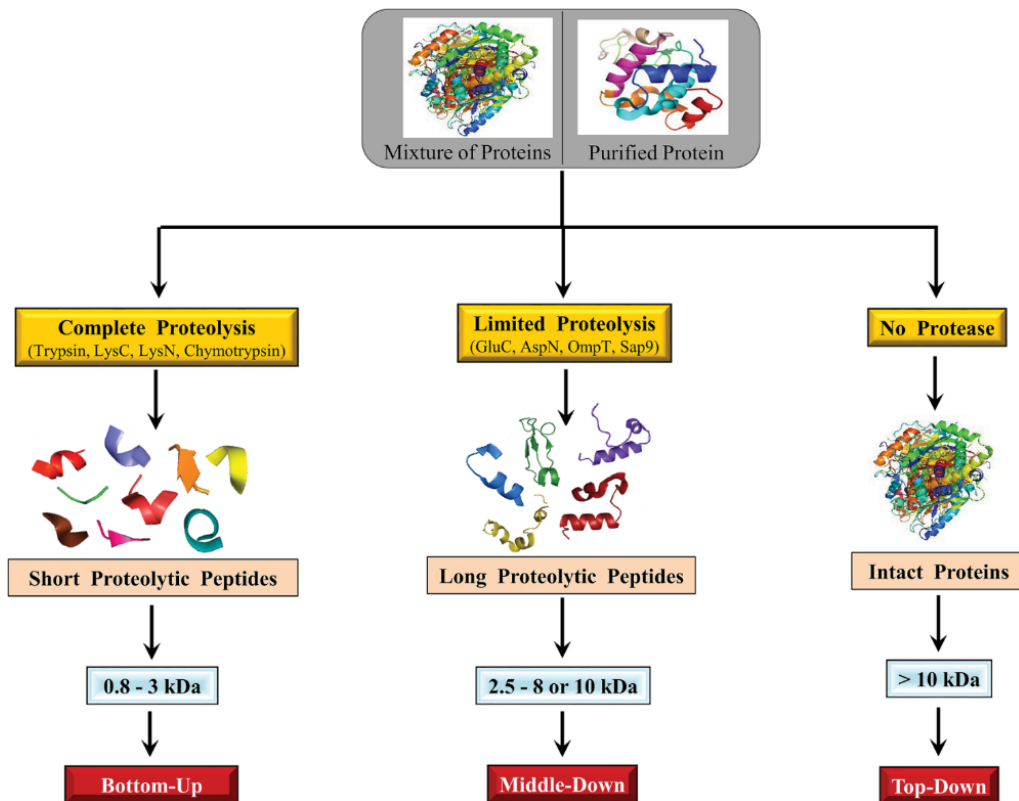 Mixture of Proteins
Purified Protein
Complete Proteolysis
(Trypsin, LysC, LysN, Chymotrypsin)
Limited Proteolysis
(GluC, AspN, OmpT, Sap9)
No Protease
Short Proteolytic Peptides
Long Proteolytic Peptides
Intact Proteins
0.8 - 3 kDa
2.5 - 8 or 10 kDa
> 10 kDa
Bottom-Up
Middle-Down
Top-Down